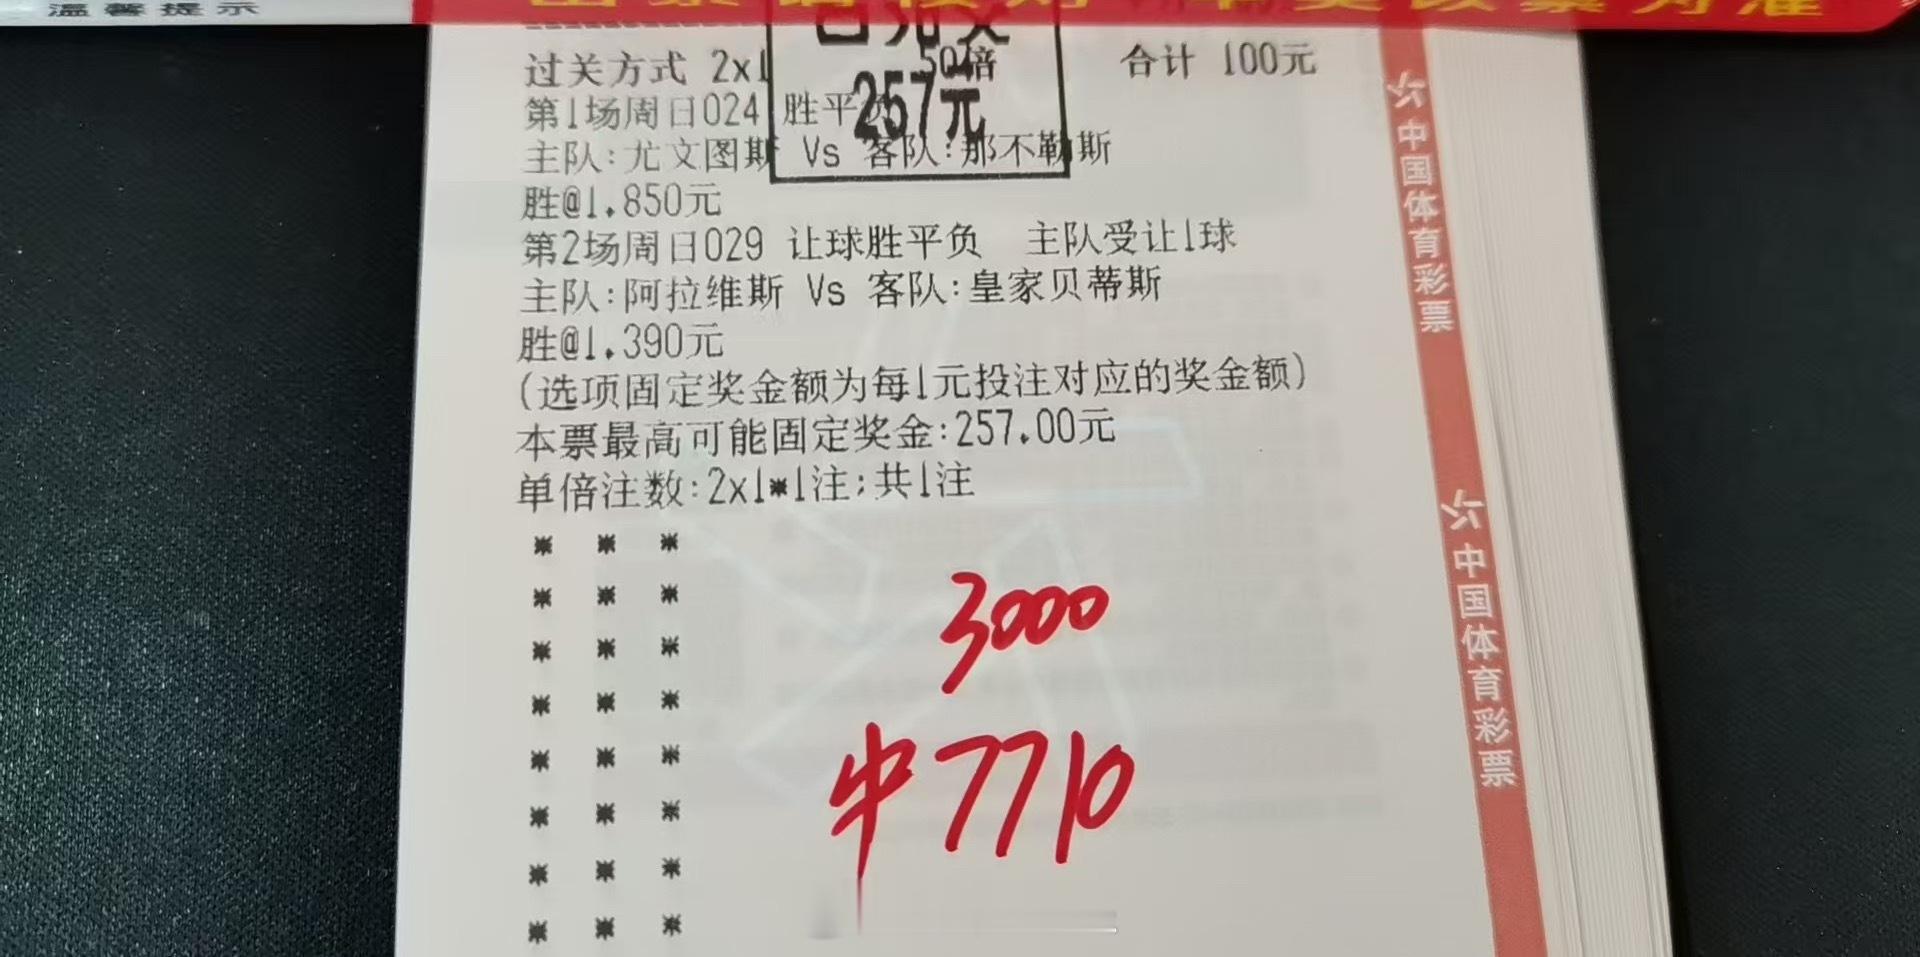 温馨提示
过关方式 2x1 50倍 合计 100元
257元
第1场周日024 胜平负
主队:尤文图斯 Vs 客队:那不勒斯
胜@1.850元
第2场周日029 让球胜平负 主队受让1球
主队:阿拉维斯 Vs 客队:皇家贝蒂斯
胜@1.390元
(选项固定奖金额为每1元投注对应的奖金额)
本票最高可能固定奖金:257.00元
单倍注数:2x1*1注;共1注
3000
中7710
中国体育彩票
中国体育彩票